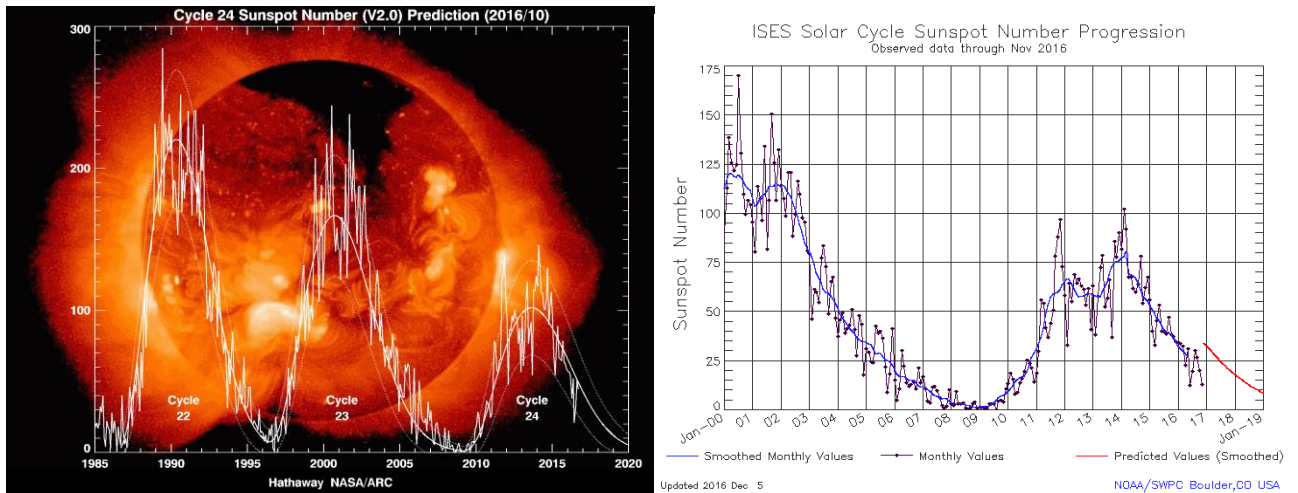 Cycle 24 Sunspot Number (V2.0) Prediction (2016/10)
300
200
100
0
Cycle
22
Cycle
23
Cycle
24
1985 1990 1995 2000 2005 2010 2015 2020
Hathaway NASA/ARC
ISES Solar Cycle Sunspot Number Progression
Observed data through Nov 2016
Sunspot Number
175
150
125
100
75
50
25
0
Jan-00 01 02 03 04 05 06 07 08 09 10 11 12 13 14 15 16 17 18 Jan-19
Smoothed Monthly Values Monthly Values Predicted Values (Smoothed)
Updated 2016 Dec 5 NOAA/SWPC Boulder,CO USA